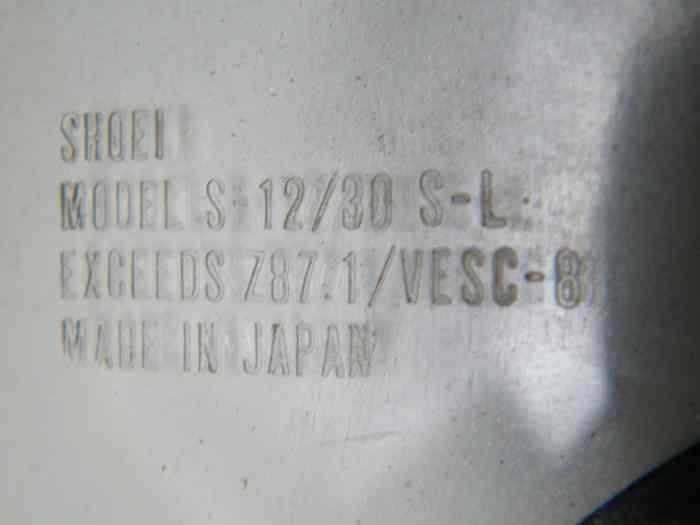 SHOEI
MODEL S-12/30 S-L
EXCEEDS Z87.1/VESC-8
MADE IN JAPAN